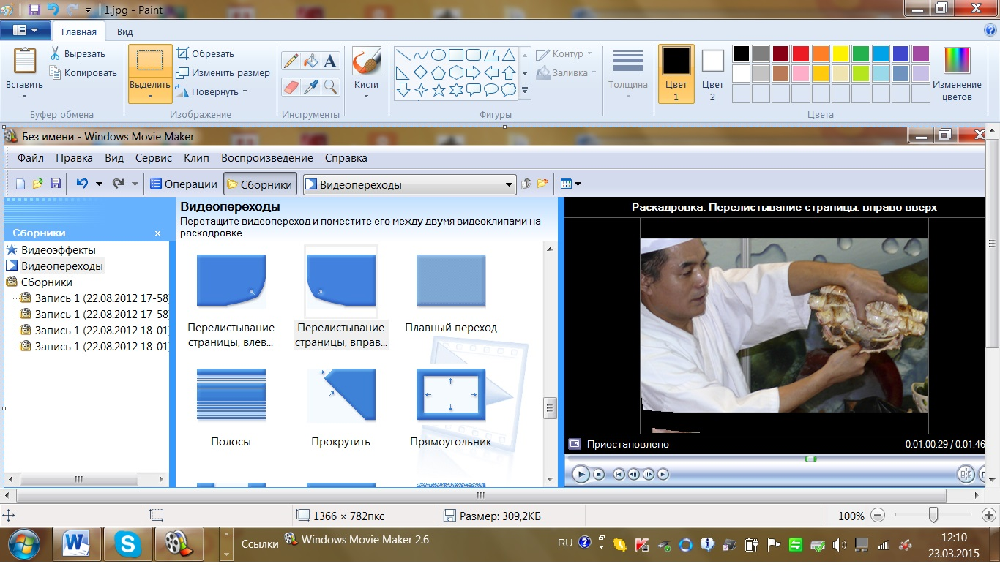 1.jpg - Paint
Главная Вид
Вставить
Вырезать
Копировать
Буфер обмена
Выделить
Обрезать
Изменить размер
Повернуть
Изображение
A
Инструменты
Кисти
Контур
Заливка
Фигуры
Толщина
Цвет 1
Цвет 2
Изменение цветов
Цвета
Без имени - Windows Movie Maker
Файл Правка Вид Сервис Клип Воспроизведение Справка
Операции Сборники Видеопереходы
Сборники
Видеоэффекты
Видеопереходы
Сборники
Запись 1 (22.08.2012 17-58
Запись 1 (22.08.2012 17-58
Запись 1 (22.08.2012 18-01
Запись 1 (22.08.2012 18-01
Видеопереходы
Перетащите видеопереход и поместите его между двумя видеоклипами на
раскадровке.
Перелистывание
страницы, влев...
Перелистывание
страницы, вправ...
Плавный переход
Полосы
Прокрутить
Прямоугольник
Раскадровка: Перелистывание страницы, вправо вверх
Приостановлено 0:01:00,29 / 0:01:46
1366 × 782пкс Размер: 309,2КБ 100%
W S
Ссылки Windows Movie Maker 2.6
RU
12:10
23.03.2015